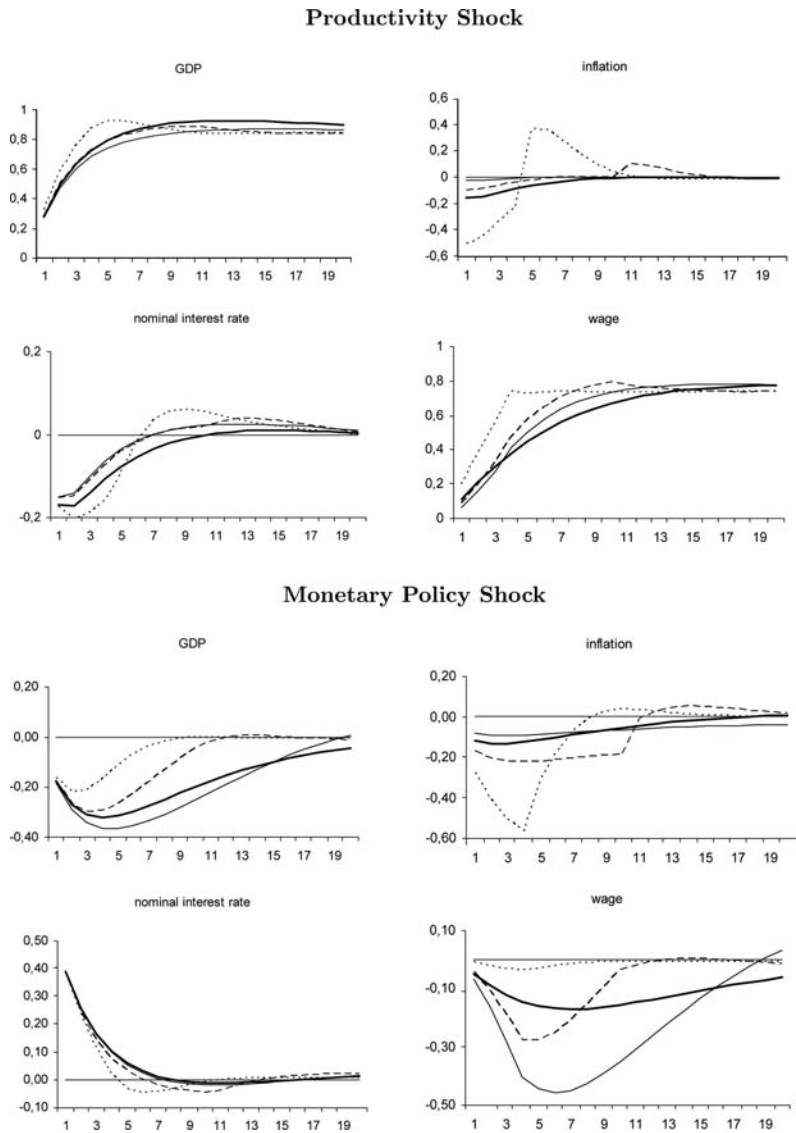 Productivity Shock
GDP
inflation
1
0,8
0,6
0,4
0,2
0
1 3 5 7 9 11 13 15 17 19
0,6
0,4
0,2
0
-0,2
-0,4
-0,6
1 3 5 7 9 11 13 15 17 19
nominal interest rate
wage
0,2
0
-0,2
1 3 5 7 9 11 13 15 17 19
1
0,8
0,6
0,4
0,2
0
1 3 5 7 9 11 13 15 17 19
Monetary Policy Shock
GDP
inflation
0,20
0,00
-0,20
-0,40
1 3 5 7 9 11 13 15 17 19
0,20
0,00
-0,20
-0,40
-0,60
1 3 5 7 9 11 13 15 17 19
nominal interest rate
wage
0,50
0,40
0,30
0,20
0,10
0,00
-0,10
1 3 5 7 9 11 13 15 17 19
0,10
-0,10
-0,30
-0,50
1 3 5 7 9 11 13 15 17 19